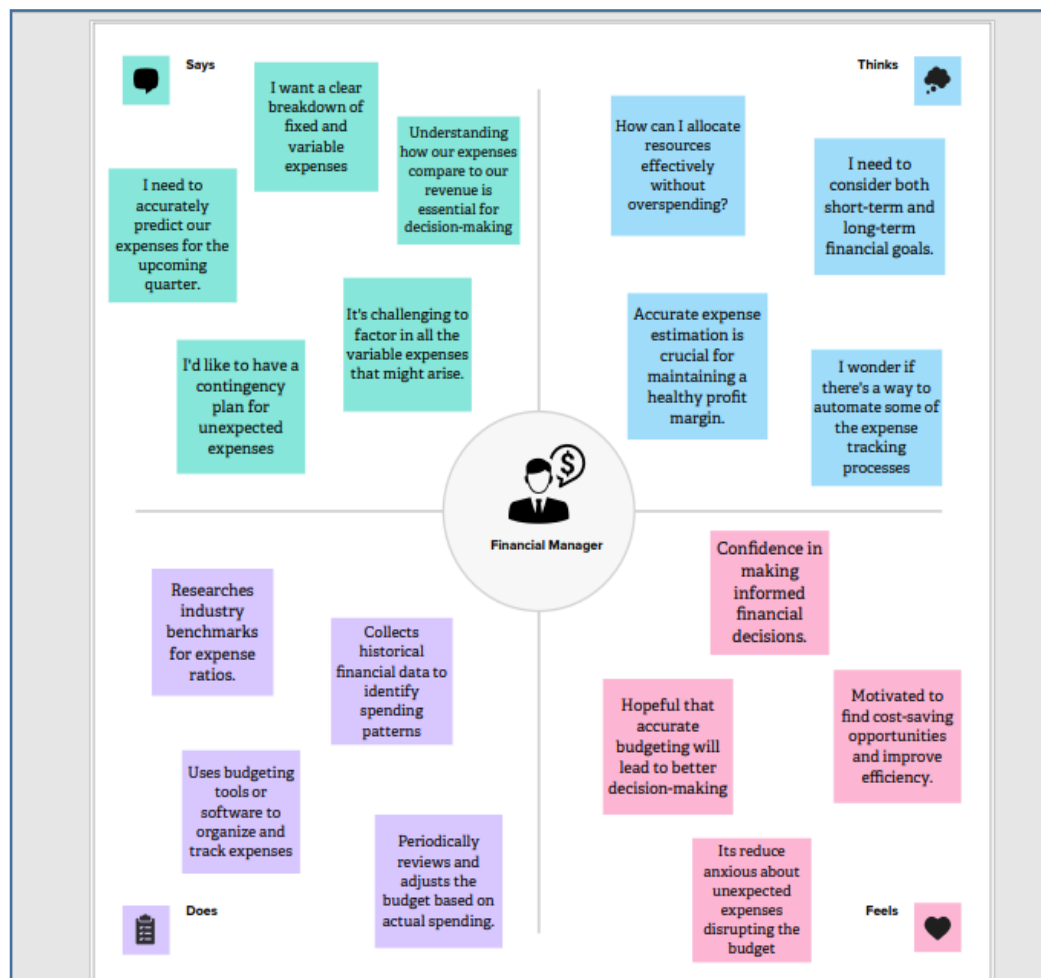 Says
I want a clear
breakdown of
fixed and
variable
expenses
Understanding
how our expenses
compare to our
revenue is
essential for
decision-making
I need to
accurately
predict our
expenses for the
upcoming
quarter.
It's challenging to
factor in all the
variable expenses
that might arise.
I'd like to have a
contingency
plan for
unexpected
expenses
Thinks
How can I allocate
resources
effectively
without
overspending?
I need to
consider both
short-term and
long-term
financial goals.
Accurate expense
estimation is
crucial for
maintaining a
healthy profit
margin.
I wonder if
there's a way to
automate some of
the expense
tracking
processes
$
Financial Manager
Researches
industry
benchmarks
for expense
ratios.
Collects
historical
financial data to
identify
spending
patterns
Uses budgeting
tools or
software to
organize and
track expenses
Periodically
reviews and
adjusts the
budget based on
actual spending.
Does
Confidence in
making
informed
financial
decisions.
Hopeful that
accurate
budgeting will
lead to better
decision-making
Motivated to
find cost-saving
opportunities
and improve
efficiency.
Its reduce
anxious about
unexpected
expenses
disrupting the
budget
Feels